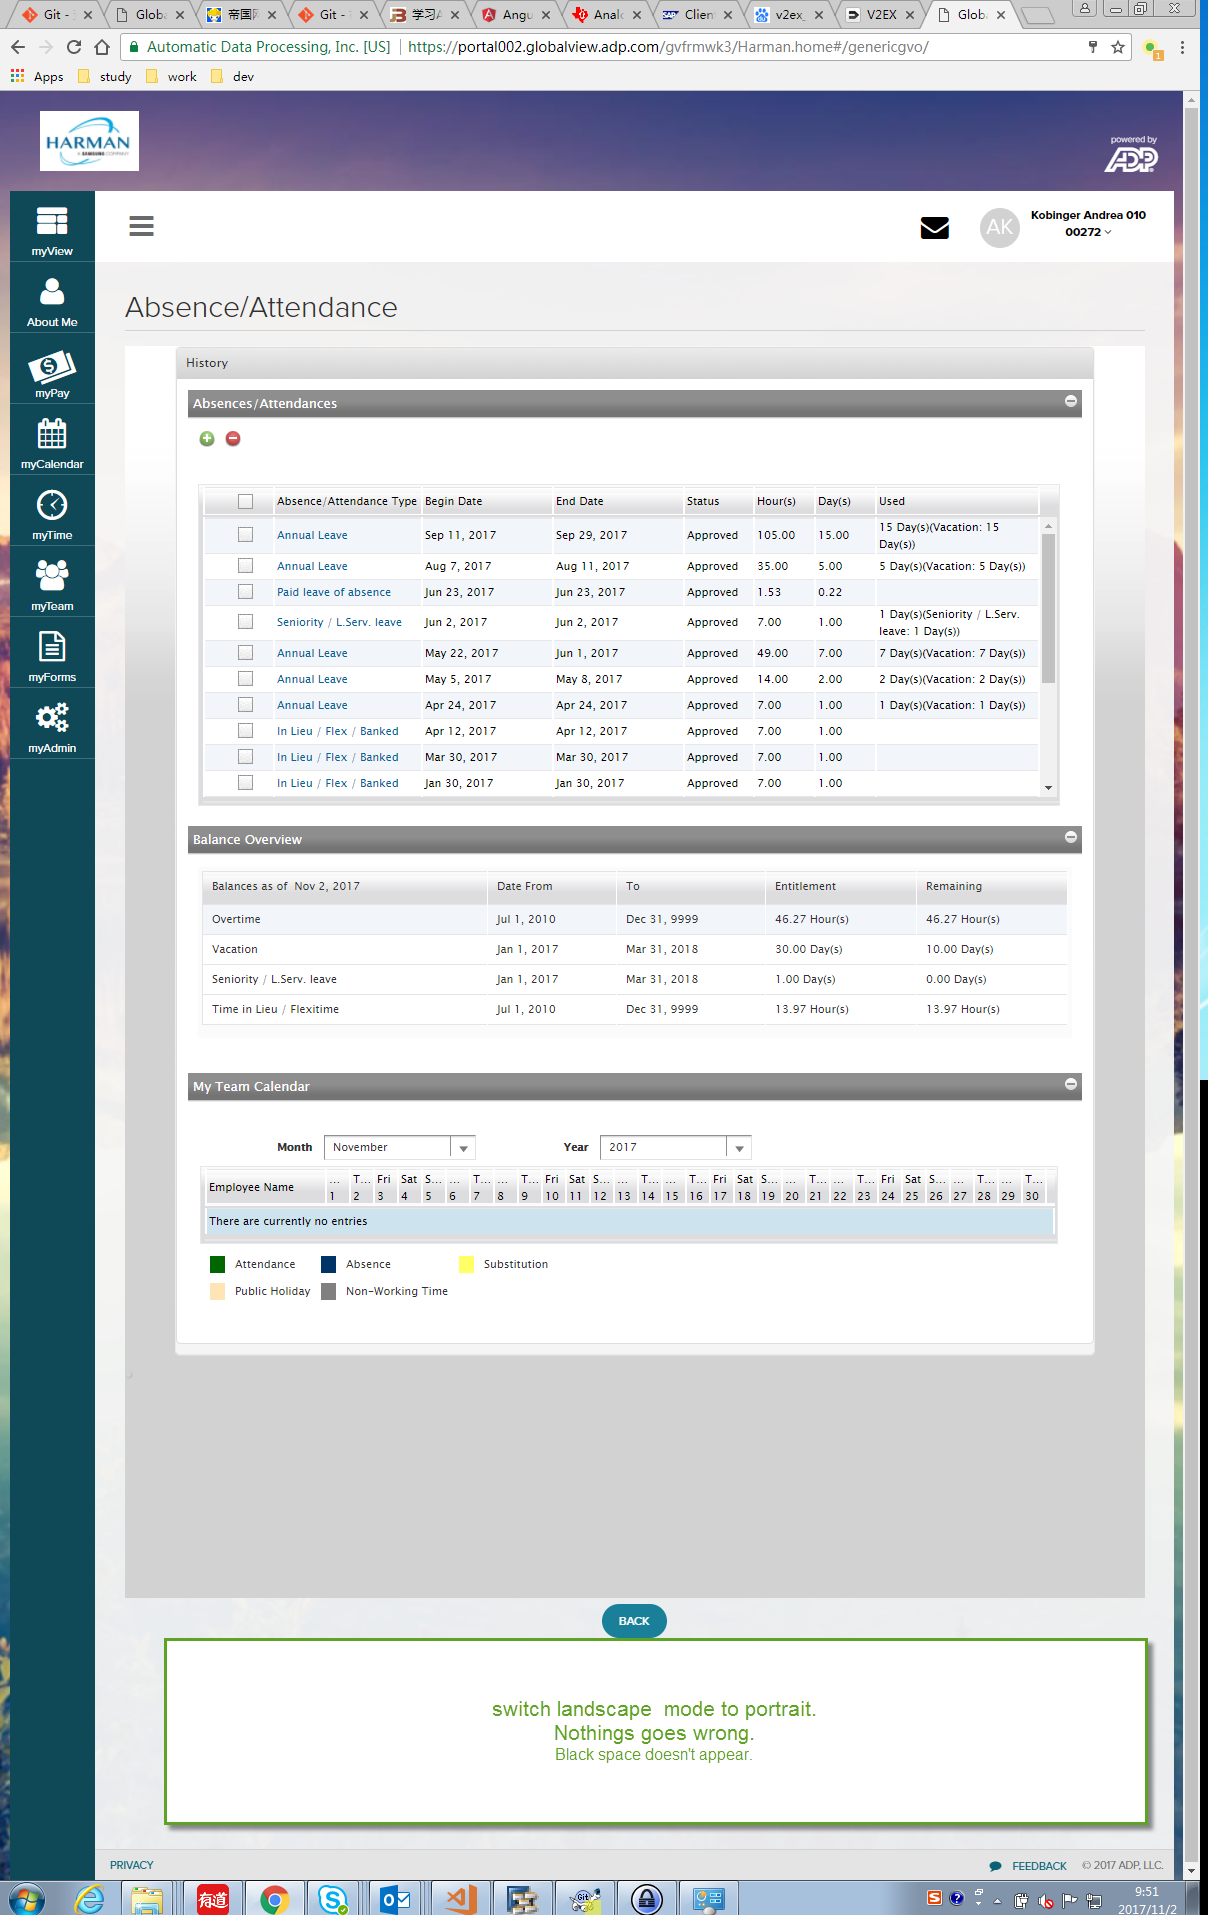 Git - Globa 帝国 Git - 学习A Angu Analo Client v2ex_ V2EX Globa
Automatic Data Processing, Inc. [US] https://portal002.globalview.adp.com/gvfrmwk3/Harman.home#/genericgvo/
1
Apps study work dev
HARMAN
A SAMSUNG COMPANY
powered by
ADP
Kobinger Andrea 010
00272
AK
myView
About Me
myPay
myCalendar
myTime
myTeam
myForms
myAdmin
Absence/Attendance
History
Absences/Attendances
Absence/Attendance Type Begin Date End Date Status Hour(s) Day(s) Used
Annual Leave Sep 11, 2017 Sep 29, 2017 Approved 105.00 15.00 15 Day(s)(Vacation: 15
Day(s))
Annual Leave Aug 7, 2017 Aug 11, 2017 Approved 35.00 5.00 5 Day(s)(Vacation: 5 Day(s))
Paid leave of absence Jun 23, 2017 Jun 23, 2017 Approved 1.53 0.22
Seniority / L.Serv. leave Jun 2, 2017 Jun 2, 2017 Approved 7.00 1.00 1 Day(s)(Seniority / L.Serv.
leave: 1 Day(s))
Annual Leave May 22, 2017 Jun 1, 2017 Approved 49.00 7.00 7 Day(s)(Vacation: 7 Day(s))
Annual Leave May 5, 2017 May 8, 2017 Approved 14.00 2.00 2 Day(s)(Vacation: 2 Day(s))
Annual Leave Apr 24, 2017 Apr 24, 2017 Approved 7.00 1.00 1 Day(s)(Vacation: 1 Day(s))
In Lieu / Flex / Banked Apr 12, 2017 Apr 12, 2017 Approved 7.00 1.00
In Lieu / Flex / Banked Mar 30, 2017 Mar 30, 2017 Approved 7.00 1.00
In Lieu / Flex / Banked Jan 30, 2017 Jan 30, 2017 Approved 7.00 1.00
Balance Overview
Balances as of Nov 2, 2017 Date From To Entitlement Remaining
Overtime Jul 1, 2010 Dec 31, 9999 46.27 Hour(s) 46.27 Hour(s)
Vacation Jan 1, 2017 Mar 31, 2018 30.00 Day(s) 10.00 Day(s)
Seniority / L.Serv. leave Jan 1, 2017 Mar 31, 2018 1.00 Day(s) 0.00 Day(s)
Time in Lieu / Flexitime Jul 1, 2010 Dec 31, 9999 13.97 Hour(s) 13.97 Hour(s)
My Team Calendar
Month November Year 2017
Employee Name ... T... Fri Sat S... ... T... ... T... Fri Sat S... ... T... ... T... Fri Sat S... ... T... ... T... Fri Sat S... ... T... ... T...
1 2 3 4 5 6 7 8 9 10 11 12 13 14 15 16 17 18 19 20 21 22 23 24 25 26 27 28 29 30
There are currently no entries
Attendance Absence Substitution
Public Holiday Non-Working Time
BACK
switch landscape mode to portrait.
Nothings goes wrong.
Black space doesn't appear.
PRIVACY FEEDBACK © 2017 ADP, LLC.
有道
Git
9:51
2017/11/2